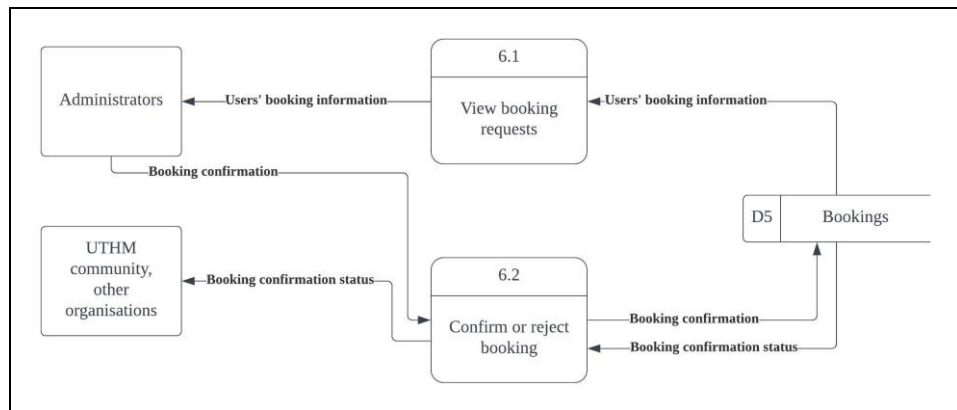 6.1
Administrators
Users' booking information
View booking
requests
Users' booking information
Booking confirmation
D5
Bookings
UTHM
community,
other
organisations
Booking confirmation status
6.2
Confirm or reject
booking
Booking confirmation
Booking confirmation status